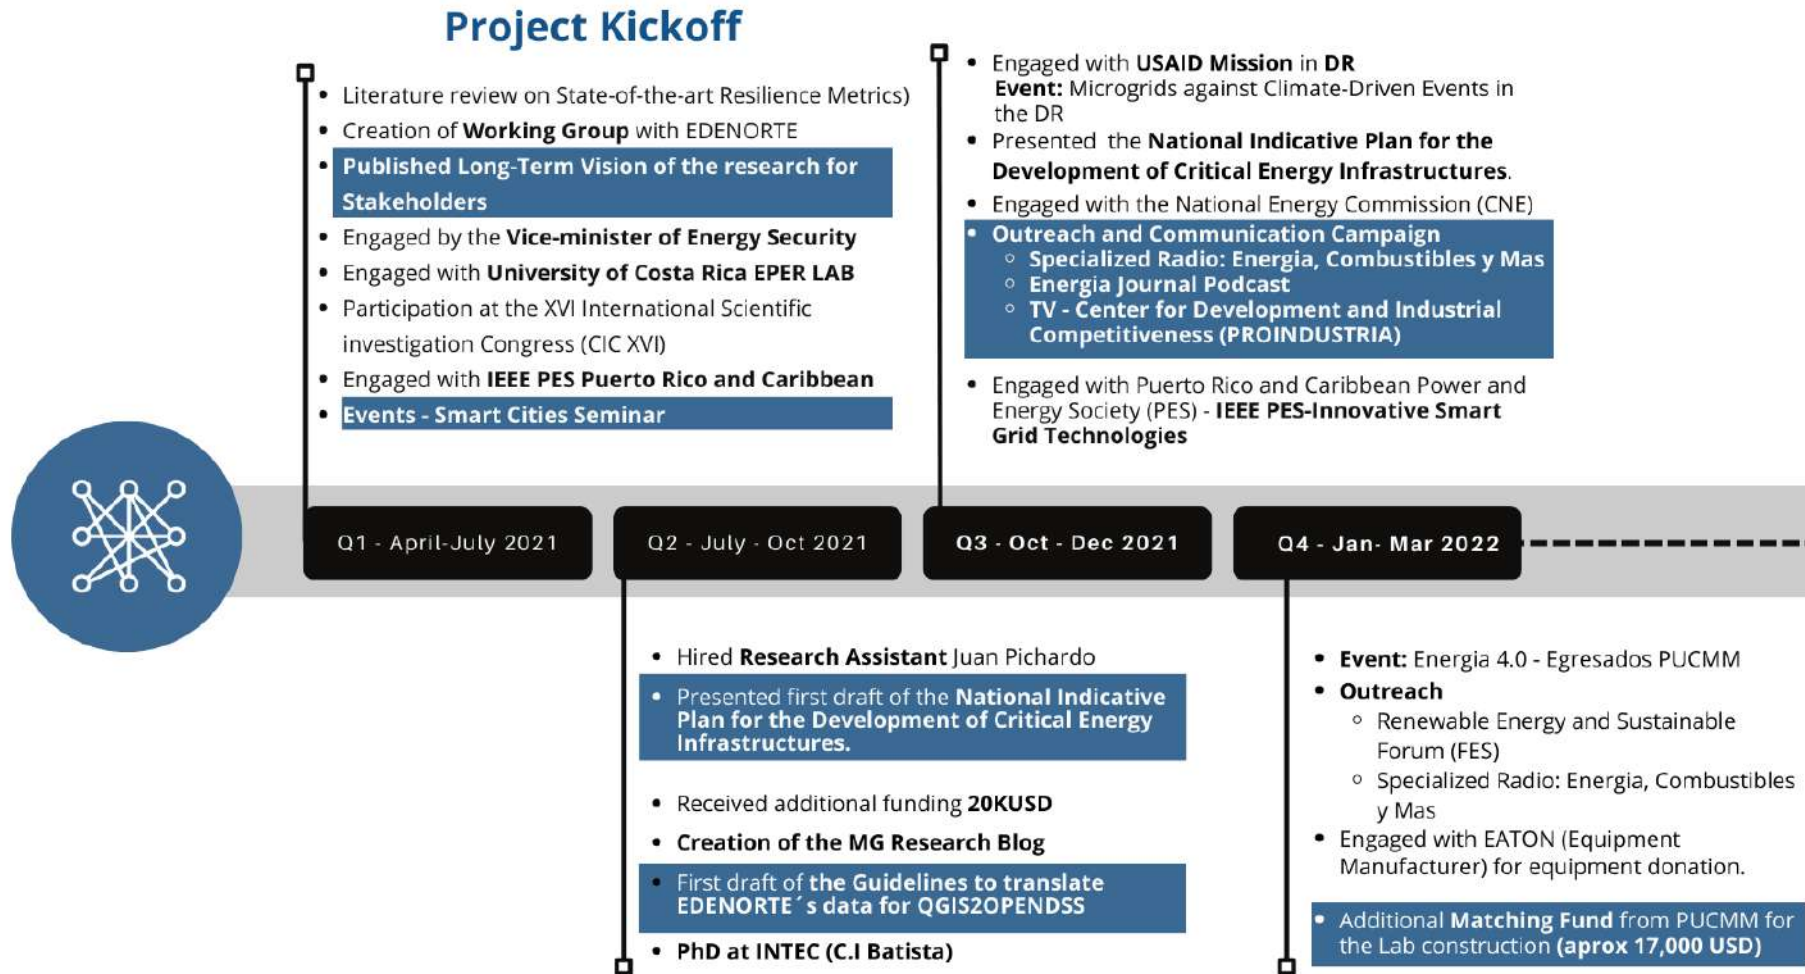 Project Kickoff
• Literature review on State-of-the-art Resilience Metrics)
• Creation of Working Group with EDENORTE
• Published Long-Term Vision of the research for
Stakeholders
• Engaged by the Vice-minister of Energy Security
• Engaged with University of Costa Rica EPER LAB
• Participation at the XVI International Scientific
investigation Congress (CIC XVI)
• Engaged with IEEE PES Puerto Rico and Caribbean
• Events - Smart Cities Seminar
• Engaged with USAID Mission in DR
Event: Microgrids against Climate-Driven Events in
the DR
• Presented the National Indicative Plan for the
Development of Critical Energy Infrastructures.
• Engaged with the National Energy Commission (CNE)
• Outreach and Communication Campaign
○ Specialized Radio: Energia, Combustibles y Mas
○ Energia Journal Podcast
○ TV - Center for Development and Industrial
Competitiveness (PROINDUSTRIA)
• Engaged with Puerto Rico and Caribbean Power and
Energy Society (PES) - IEEE PES-Innovative Smart
Grid Technologies
Q1 - April-July 2021
Q2 - July - Oct 2021
Q3 - Oct - Dec 2021
Q4 - Jan- Mar 2022
• Hired Research Assistant Juan Pichardo
• Presented first draft of the National Indicative
Plan for the Development of Critical Energy
Infrastructures.
• Received additional funding 20KUSD
• Creation of the MG Research Blog
• First draft of the Guidelines to translate
EDENORTE´s data for QGIS2OPENDSS
• PhD at INTEC (C.I Batista)
• Event: Energia 4.0 - Egresados PUCMM
• Outreach
○ Renewable Energy and Sustainable
Forum (FES)
○ Specialized Radio: Energia, Combustibles
y Mas
• Engaged with EATON (Equipment
Manufacturer) for equipment donation.
• Additional Matching Fund from PUCMM for
the Lab construction (aprox 17,000 USD)